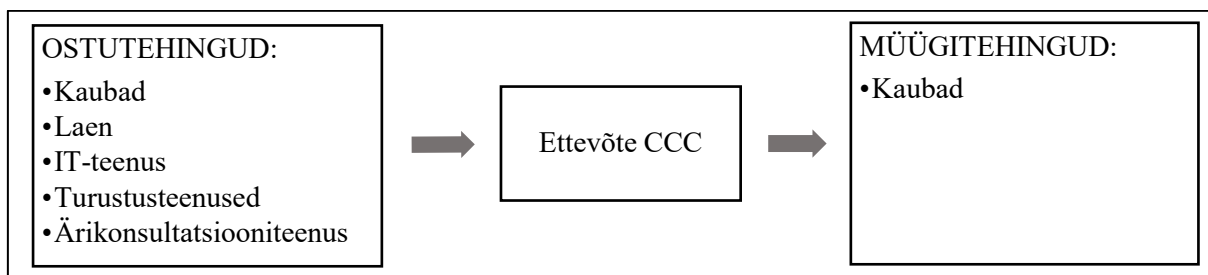 OSTUTEHINGUD:
•Kaubad
•Laen
•IT-teenus
•Turustusteenused
•Ärikonsultatsiooniteenus
Ettevõte CCC
MÜÜGITEHINGUD:
•Kaubad